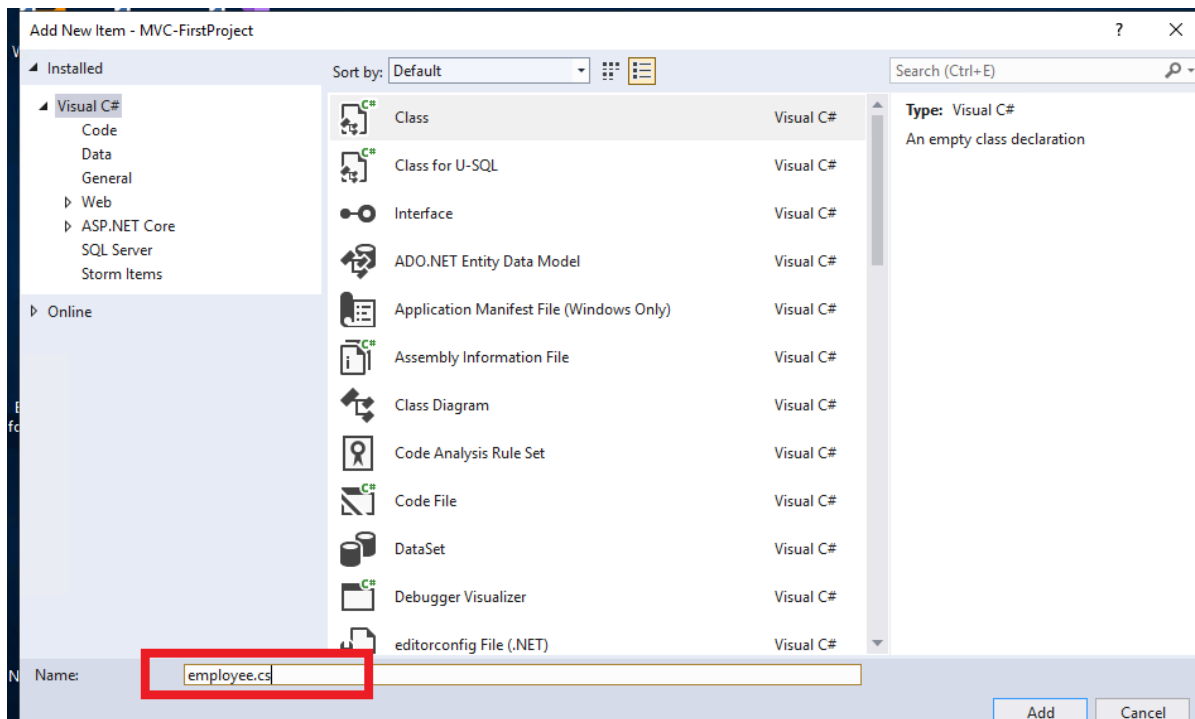 Add New Item - MVC-FirstProject
?
Installed
Sort by: Default
Search (Ctrl+E)
Visual C#
Code
Data
General
Web
ASP.NET Core
SQL Server
Storm Items
Online
Class Visual C#
Class for U-SQL Visual C#
Interface Visual C#
ADO.NET Entity Data Model Visual C#
Application Manifest File (Windows Only) Visual C#
Assembly Information File Visual C#
Class Diagram Visual C#
Code Analysis Rule Set Visual C#
Code File Visual C#
DataSet Visual C#
Debugger Visualizer Visual C#
editorconfig File (.NET) Visual C#
Type: Visual C#
An empty class declaration
Name: employee.cs
Add Cancel